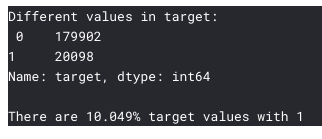 Different values in target:
 0    179902
1     20098
Name: target, dtype: int64

There are 10.049% target values with 1